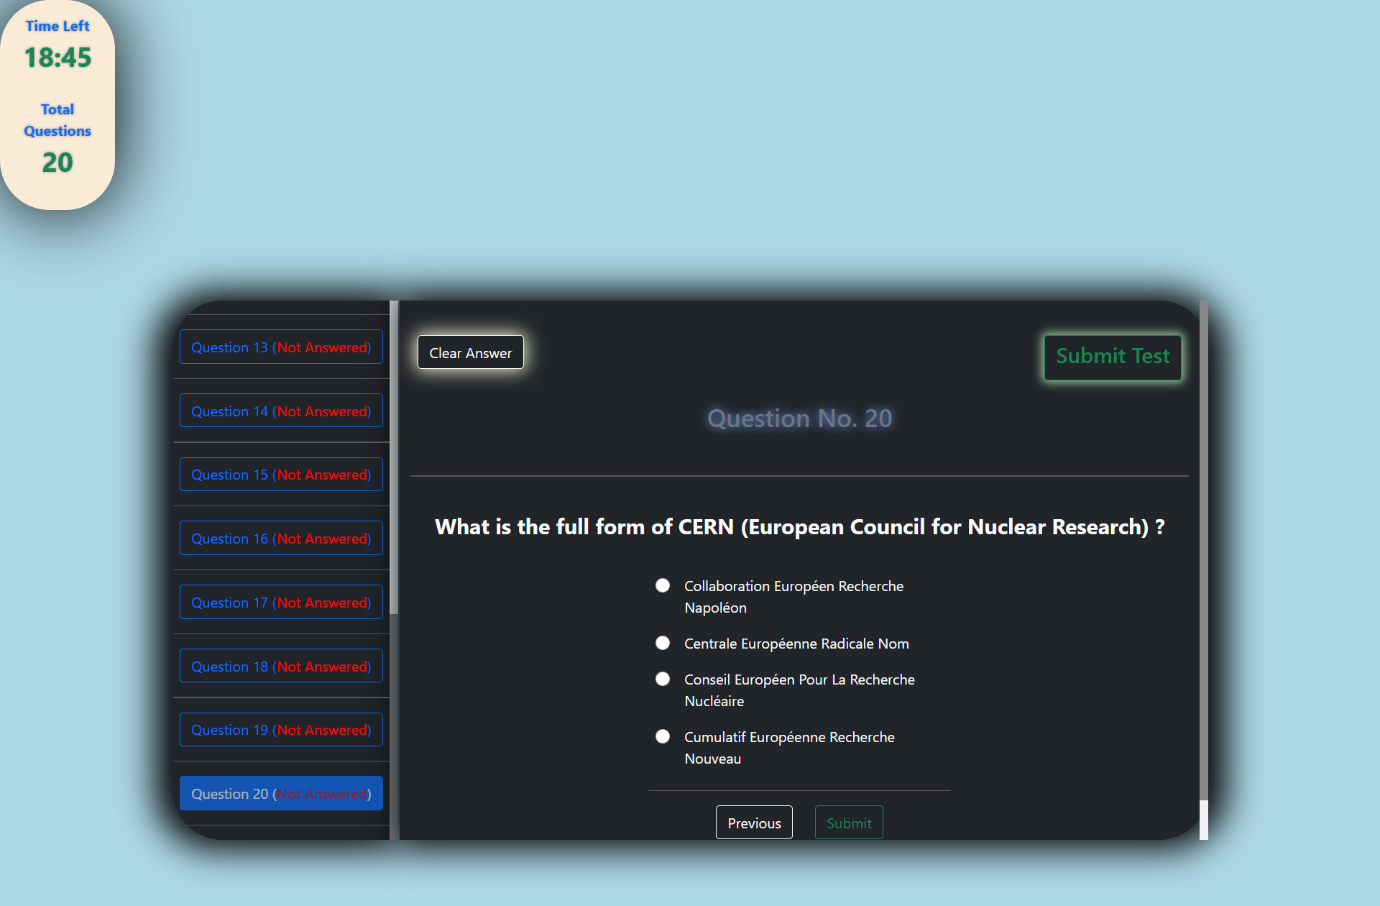 Time Left
18:45
Total
Questions
20
Question 13 (Not Answered)
Question 14 (Not Answered)
Question 15 (Not Answered)
Question 16 (Not Answered)
Question 17 (Not Answered)
Question 18 (Not Answered)
Question 19 (Not Answered)
Question 20 (Not Answered)
Clear Answer
Submit Test
Question No. 20
What is the full form of CERN (European Council for Nuclear Research) ?
Collaboration Européen Recherche
Napoléon
Centrale Européenne Radicale Nom
Conseil Européen Pour La Recherche
Nucléaire
Cumulatif Européenne Recherche
Nouveau
Previous
Submit